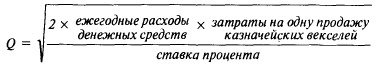 Q = √ 2 × ежегодные расходы денежных средств × затраты на одну продажу казначейских векселей
ставка процента